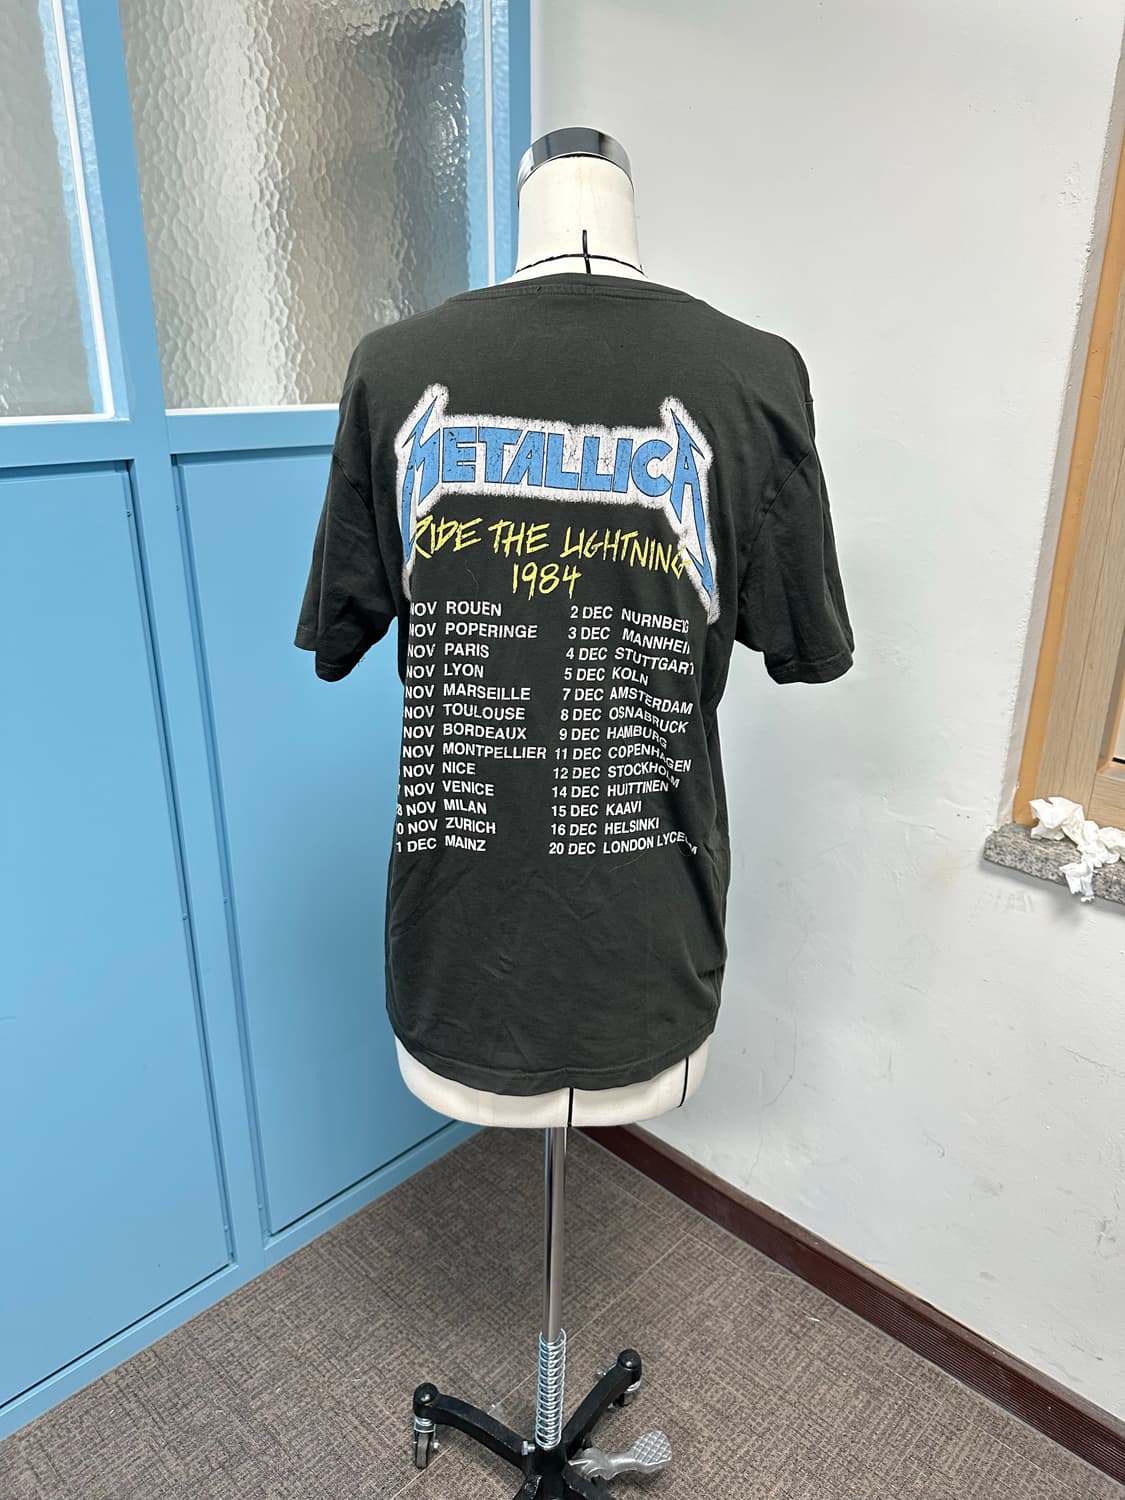 METALLICA
RIDE THE LIGHTNING
1984
NOV ROUEN
NOV POPERINGE
NOV PARIS
NOV LYON
NOV MARSEILLE
NOV TOULOUSE
NOV BORDEAUX
NOV MONTPELLIER
NOV NICE
NOV VENICE
NOV MILAN
NOV ZURICH
1 DEC MAINZ
2 DEC NURNBERG
3 DEC MANNHEI
4 DEC STUTTGART
5 DEC KOLN
7 DEC AMSTERDAM
8 DEC OSNABRUCK
9 DEC HAMBURG
11 DEC COPENHAGEN
12 DEC STOCKHOLM
14 DEC HUITTINEN
15 DEC KAAVI
16 DEC HELSINKI
20 DEC LONDON LYCEUM